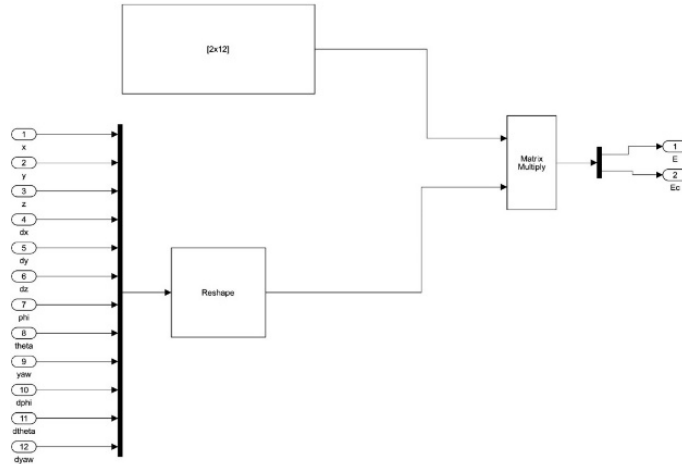 [2x12]
1
x
2
y
3
z
4
dx
5
dy
6
dz
7
phi
8
theta
9
yaw
10
dphi
11
dtheta
12
dyaw
Reshape
Matrix
Multiply
1
E
2
Ec